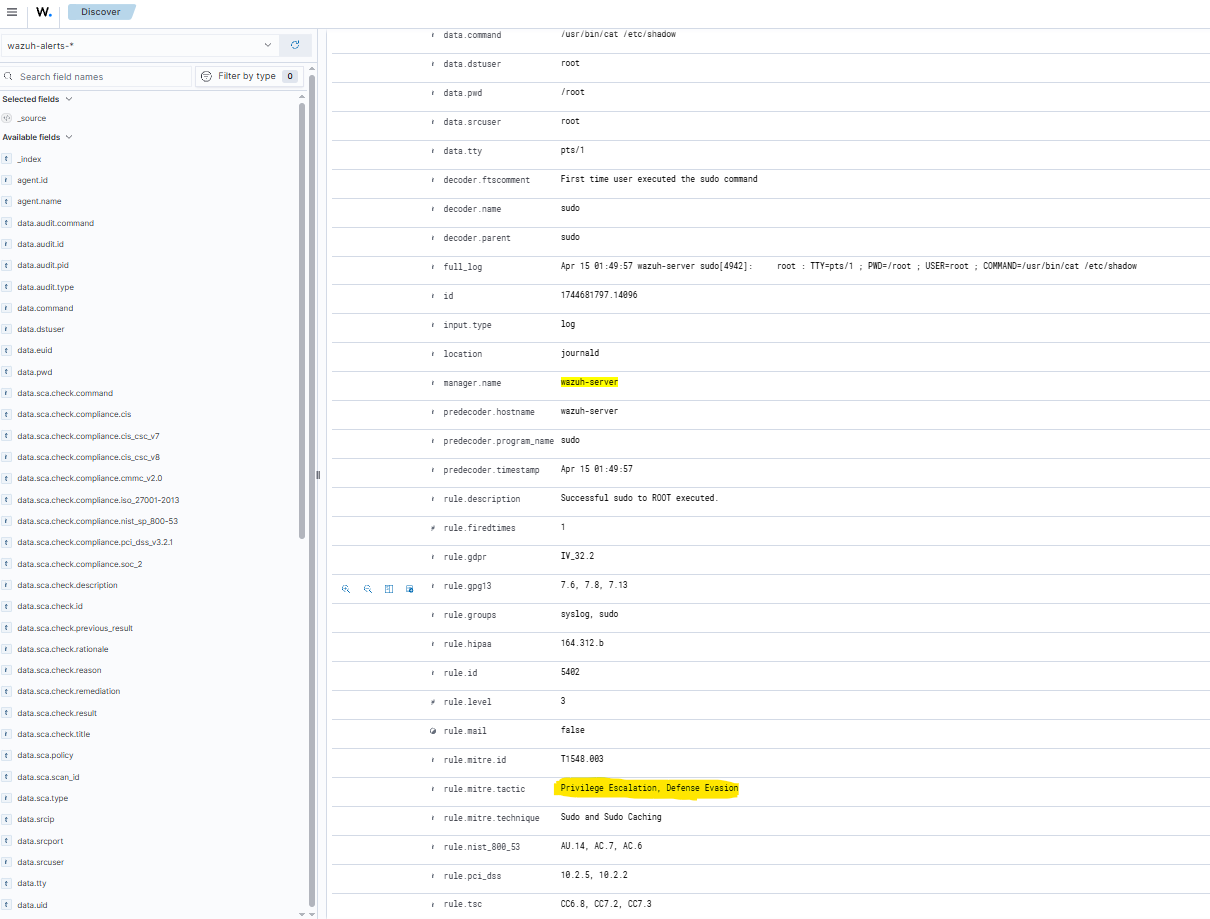 W.
Discover
wazuh-alerts-*
Search field names
Filter by type 0
Selected fields
_source
Available fields
t _index
t agent.id
t agent.name
t data.audit.command
t data.audit.id
t data.audit.pid
t data.audit.type
t data.command
t data.dstuser
t data.euid
t data.pwd
t data.sca.check.command
t data.sca.check.compliance.cis
t data.sca.check.compliance.cis_csc_v7
t data.sca.check.compliance.cis_csc_v8
t data.sca.check.compliance.cmmc_v2.0
t data.sca.check.compliance.iso_27001-2013
t data.sca.check.compliance.nist_sp_800-53
t data.sca.check.compliance.pci_dss_v3.2.1
t data.sca.check.compliance.soc_2
t data.sca.check.description
t data.sca.check.id
t data.sca.check.previous_result
t data.sca.check.rationale
t data.sca.check.reason
t data.sca.check.remediation
t data.sca.check.result
t data.sca.check.title
t data.sca.policy
t data.sca.scan_id
t data.sca.type
t data.srcip
t data.srcport
t data.srcuser
t data.tty
t data.uid
t data.command /usr/bin/cat /etc/shadow
t data.dstuser root
t data.pwd /root
t data.srcuser root
t data.tty pts/1
t decoder.ftscomment First time user executed the sudo command
t decoder.name sudo
t decoder.parent sudo
t full_log Apr 15 01:49:57 wazuh-server sudo[4942]: root : TTY=pts/1 ; PWD=/root ; USER=root ; COMMAND=/usr/bin/cat /etc/shadow
t id 1744681797.14096
t input.type log
t location journald
t manager.name wazuh-server
t predecoder.hostname wazuh-server
t predecoder.program_name sudo
t predecoder.timestamp Apr 15 01:49:57
t rule.description Successful sudo to ROOT executed.
# rule.firedtimes 1
t rule.gdpr IV_32.2
t rule.gpg13 7.6, 7.8, 7.13
t rule.groups syslog, sudo
t rule.hipaa 164.312.b
t rule.id 5402
# rule.level 3
rule.mail false
t rule.mitre.id T1548.003
t rule.mitre.tactic Privilege Escalation, Defense Evasion
t rule.mitre.technique Sudo and Sudo Caching
t rule.nist_800_53 AU.14, AC.7, AC.6
t rule.pci_dss 10.2.5, 10.2.2
t rule.tsc CC6.8, CC7.2, CC7.3